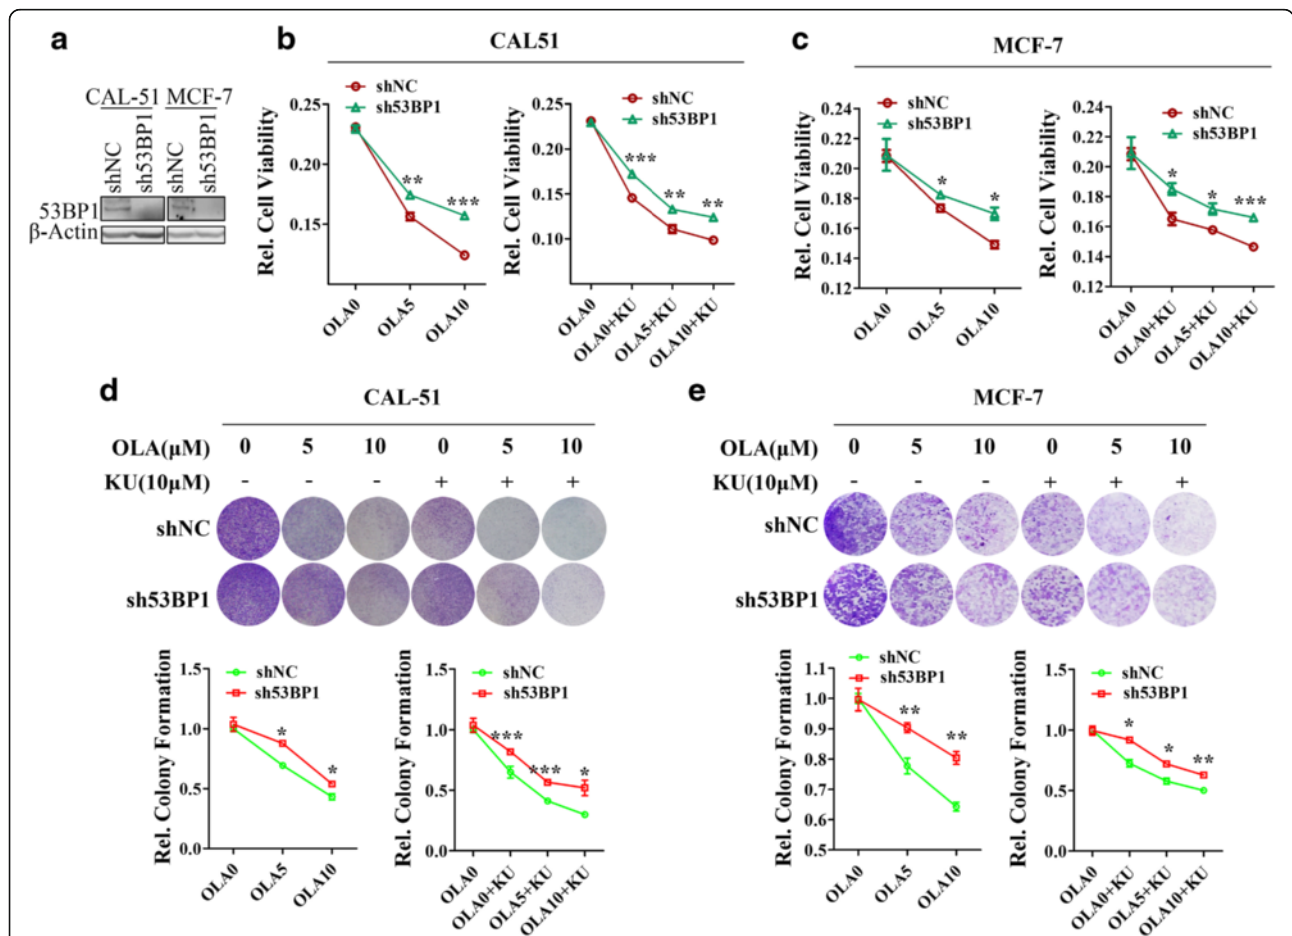 a
CAL-51 MCF-7
shNC
sh53BP1
shNC
sh53BP1
53BP1
β-Actin
b
CAL51
Rel. Cell Viability
0.30
0.25
0.20
0.15
shNC
sh53BP1
**
***
OLA0
OLA5
OLA10
Rel. Cell Viability
0.25
0.20
0.15
0.10
shNC
sh53BP1
***
**
**
OLA0
OLA0+KU
OLA5+KU
OLA10+KU
c
MCF-7
Rel. Cell Viability
0.24
0.22
0.20
0.18
0.16
0.14
0.12
shNC
sh53BP1
*
*
OLA0
OLA5
OLA10
Rel. Cell Viability
0.24
0.22
0.20
0.18
0.16
0.14
0.12
shNC
sh53BP1
*
*
***
OLA0
OLA0+KU
OLA5+KU
OLA10+KU
d
CAL-51
OLA(μM) 0 5 10 0 5 10
KU(10μM) - - - + + +
shNC
sh53BP1
Rel. Colony Formation
1.5
1.0
0.5
0.0
shNC
sh53BP1
*
*
OLA0
OLA5
OLA10
Rel. Colony Formation
1.5
1.0
0.5
0.0
shNC
sh53BP1
***
***
*
OLA0
OLA0+KU
OLA5+KU
OLA10+KU
e
MCF-7
OLA(μM) 0 5 10 0 5 10
KU(10μM) - - - + + +
shNC
sh53BP1
Rel. Colony Formation
1.1
1.0
0.9
0.8
0.7
0.6
0.5
shNC
sh53BP1
**
**
OLA0
OLA5
OLA10
Rel. Colony Formation
1.5
1.0
0.5
0.0
shNC
sh53BP1
*
*
**
OLA0
OLA0+KU
OLA5+KU
OLA10+KU